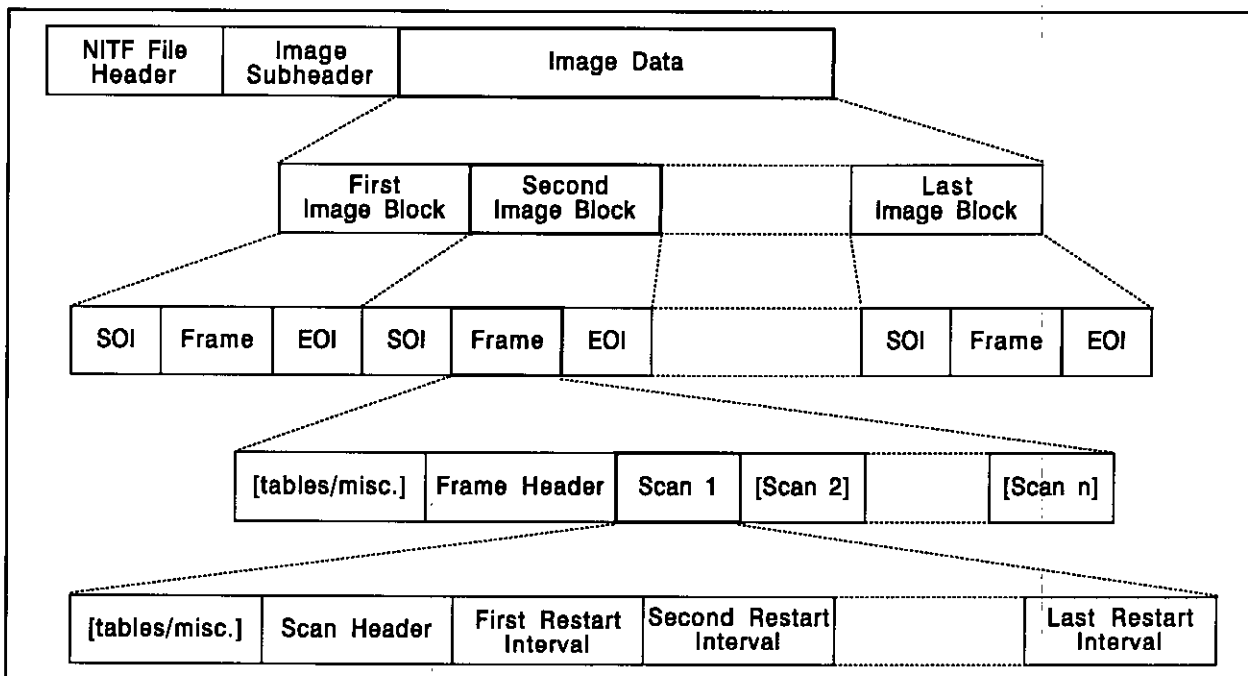 NITF File
Header
Image
Subheader
Image Data
First
Image Block
Second
Image Block
Last
Image Block
SOI
Frame
EOI
SOI
Frame
EOI
SOI
Frame
EOI
[tables/misc.]
Frame Header
Scan 1
[Scan 2]
[Scan n]
[tables/misc.]
Scan Header
First Restart
Interval
Second Restart
Interval
Last Restart
Interval